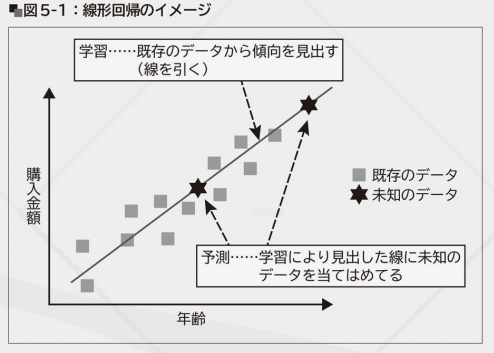 図5-1：線形回帰のイメージ
学習……既存のデータから傾向を見出す
（線を引く）
購入金額
既存のデータ
未知のデータ
予測……学習により見出した線に未知の
データを当てはめてる
年齢